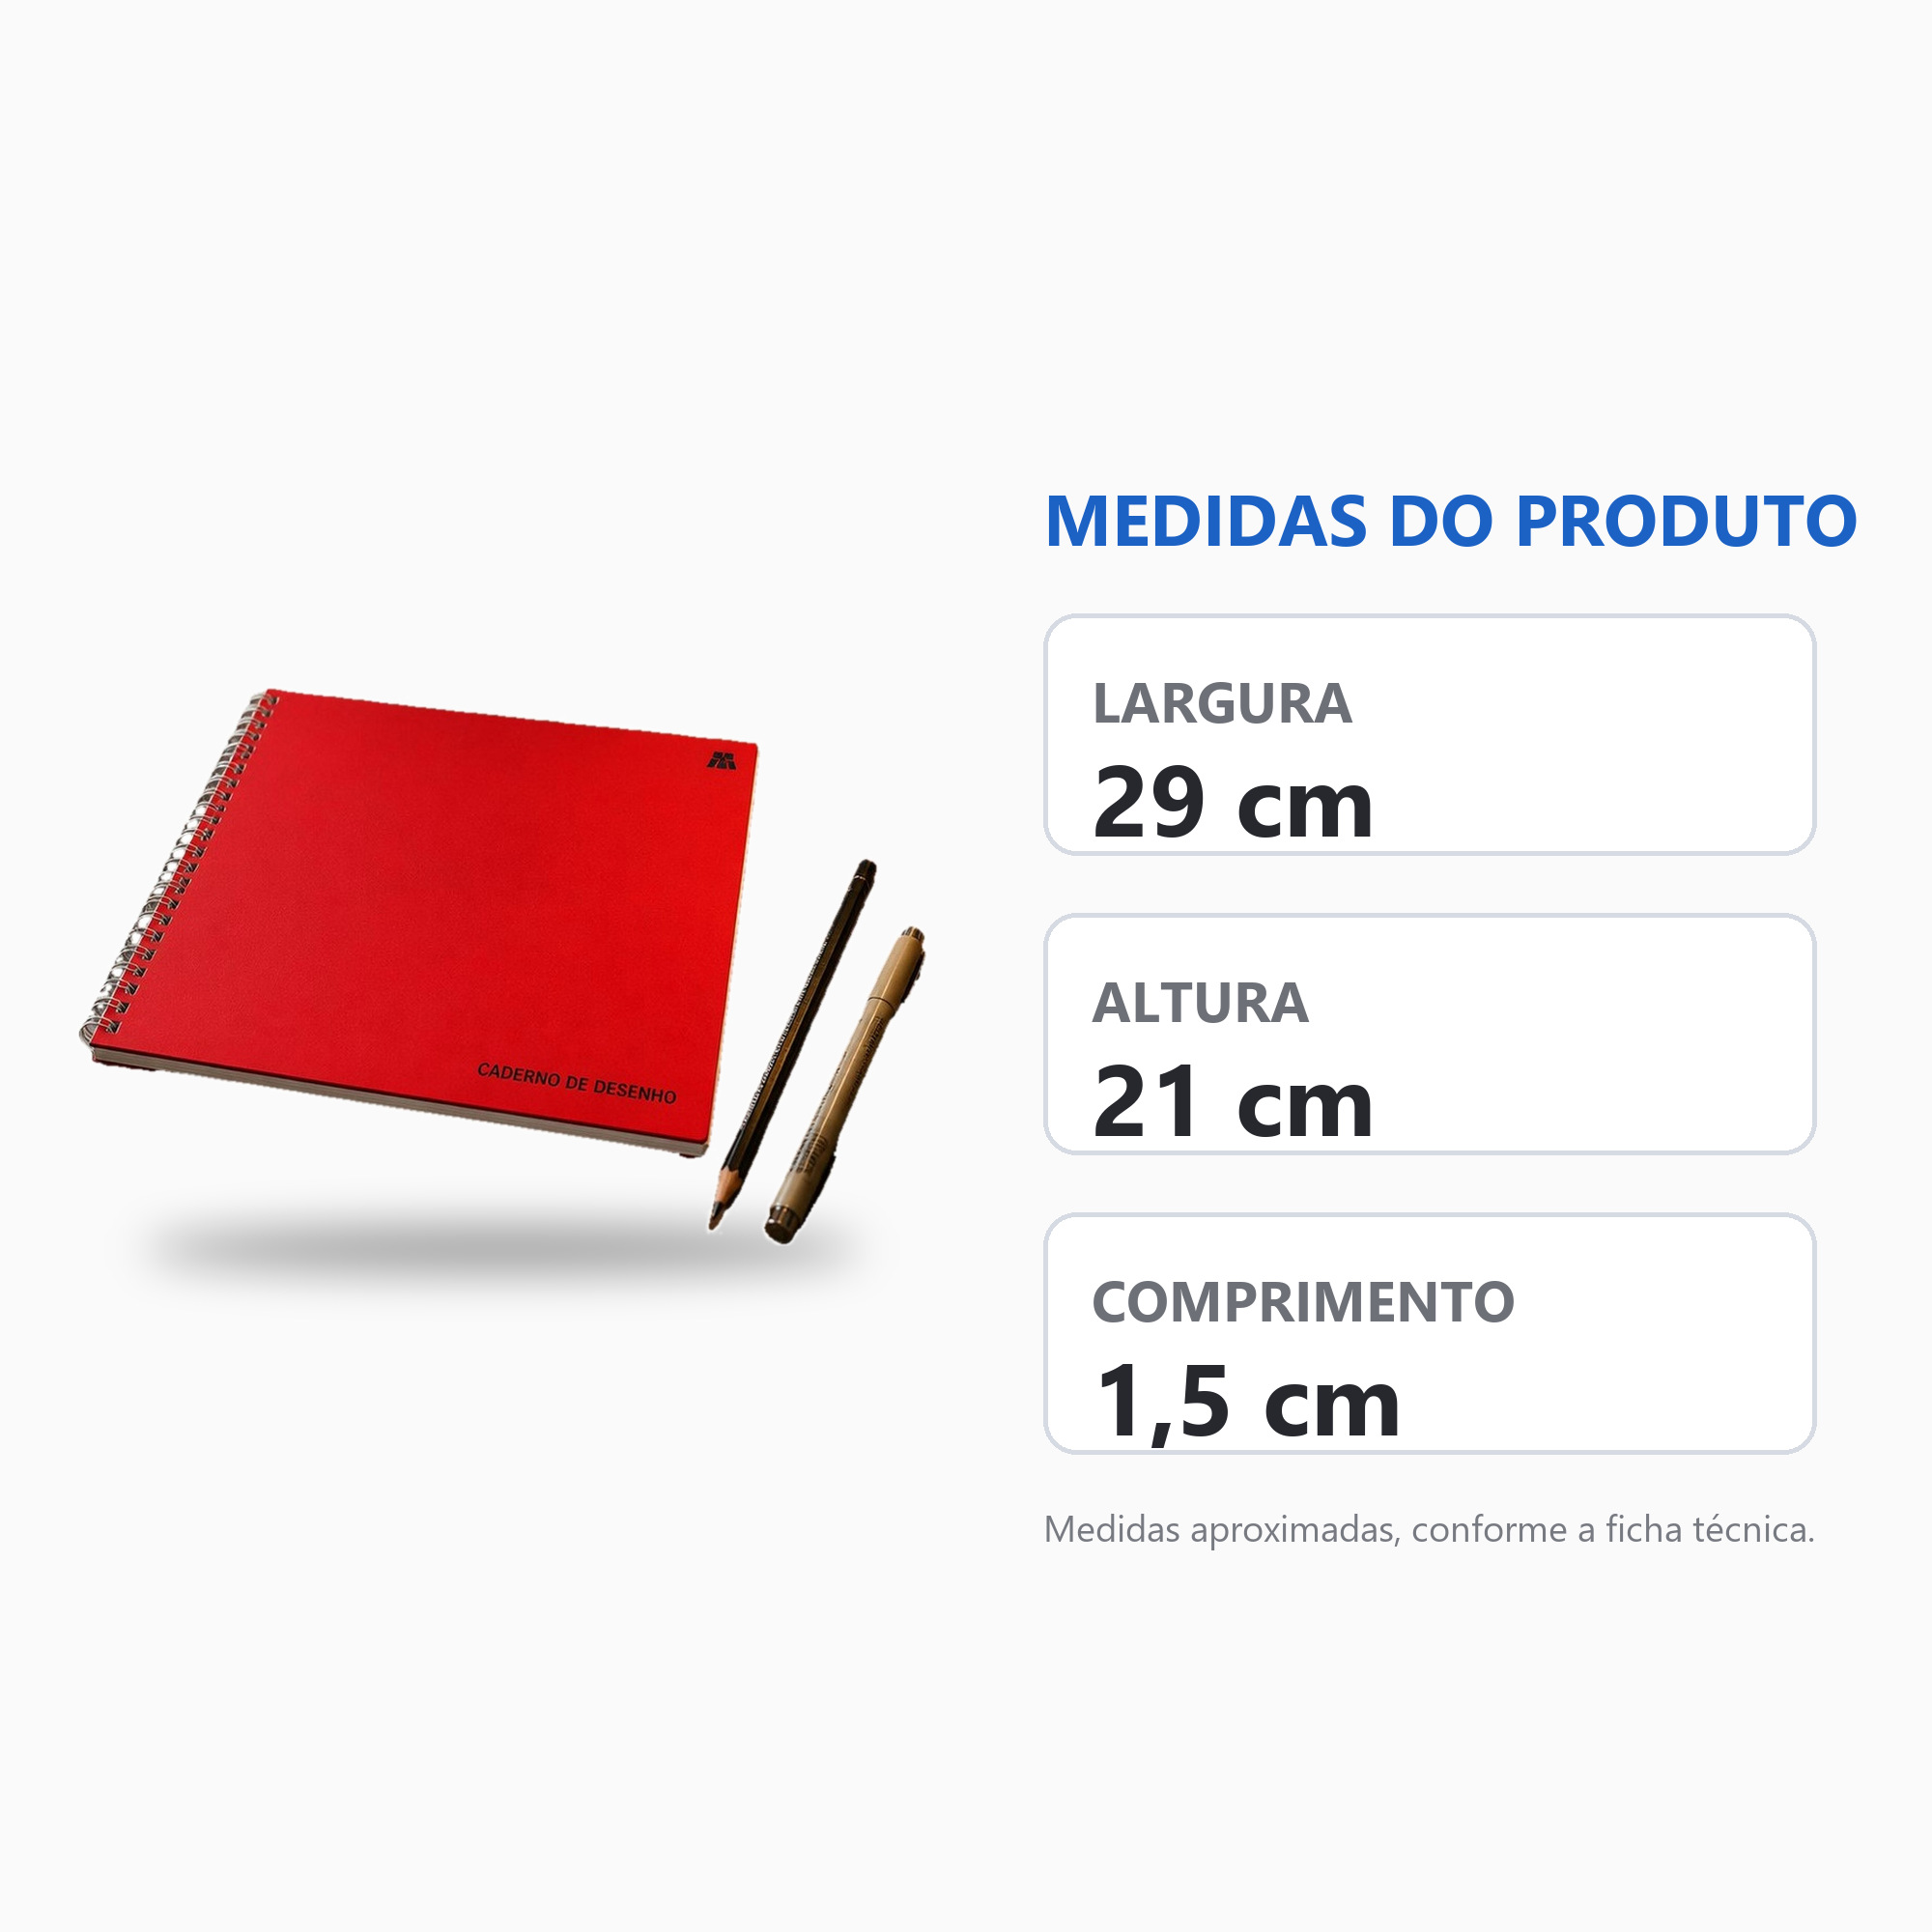 MEDIDAS DO PRODUTO
LARGURA
29 cm
ALTURA
21 cm
COMPRIMENTO
1,5 cm
Medidas aproximadas, conforme a ficha técnica.
CADERNO DE DESENHO